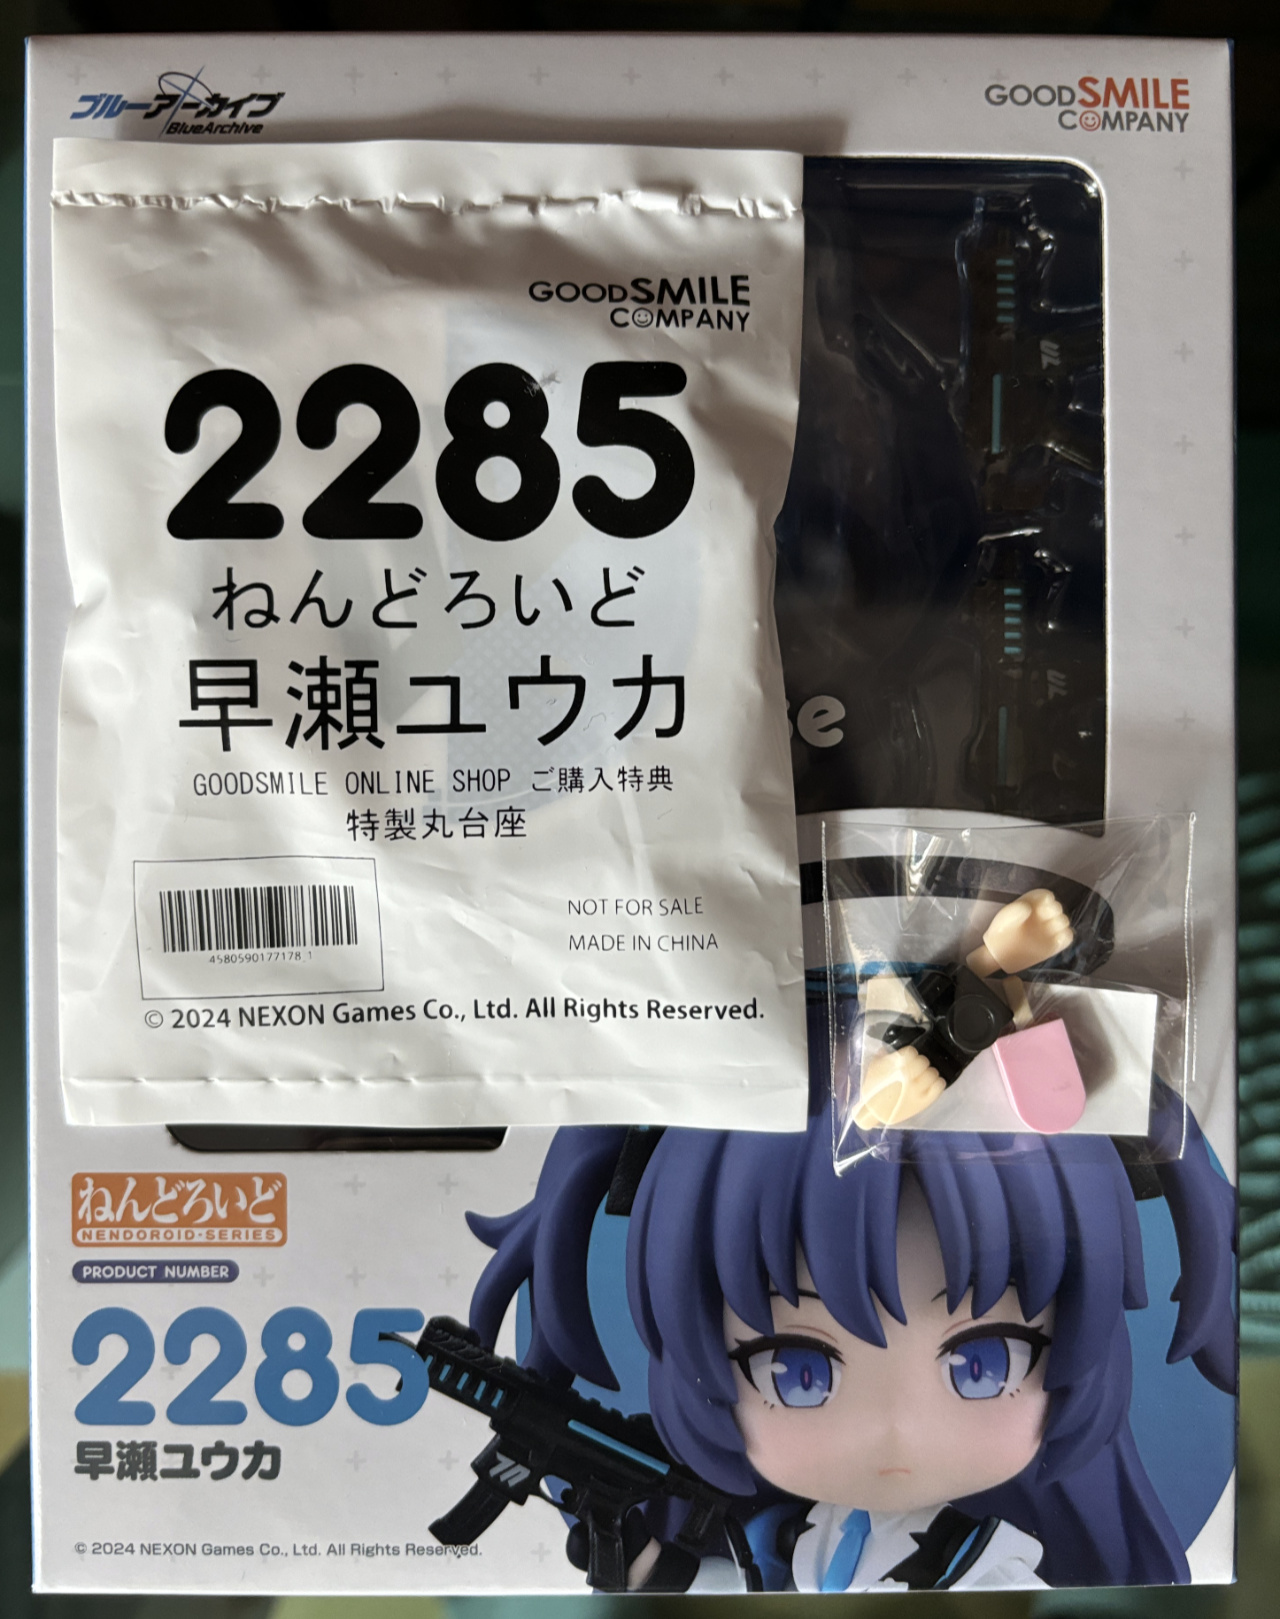 ブルーアーカイブ
BlueArchive
GOODSMILE
COMPANY
GOODSMILE
COMPANY
2285
ねんどろいど
早瀬ユウカ
GOODSMILE ONLINE SHOP ご購入特典
特製丸台座
4580590177178 1
NOT FOR SALE
MADE IN CHINA
© 2024 NEXON Games Co., Ltd. All Rights Reserved.
ねんどろいど
NENDOROID·SERIES
PRODUCT NUMBER
2285
早瀬ユウカ
© 2024 NEXON Games Co., Ltd. All Rights Reserved.